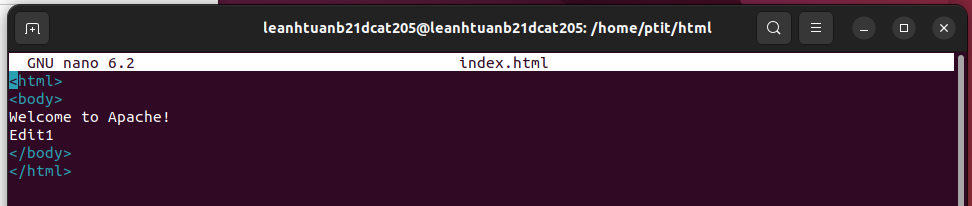 leanhtuanb21dcat205@leanhtuanb21dcat205: /home/ptit/html
GNU nano 6.2 index.html
<html>
<body>
Welcome to Apache!
Edit1
</body>
</html>